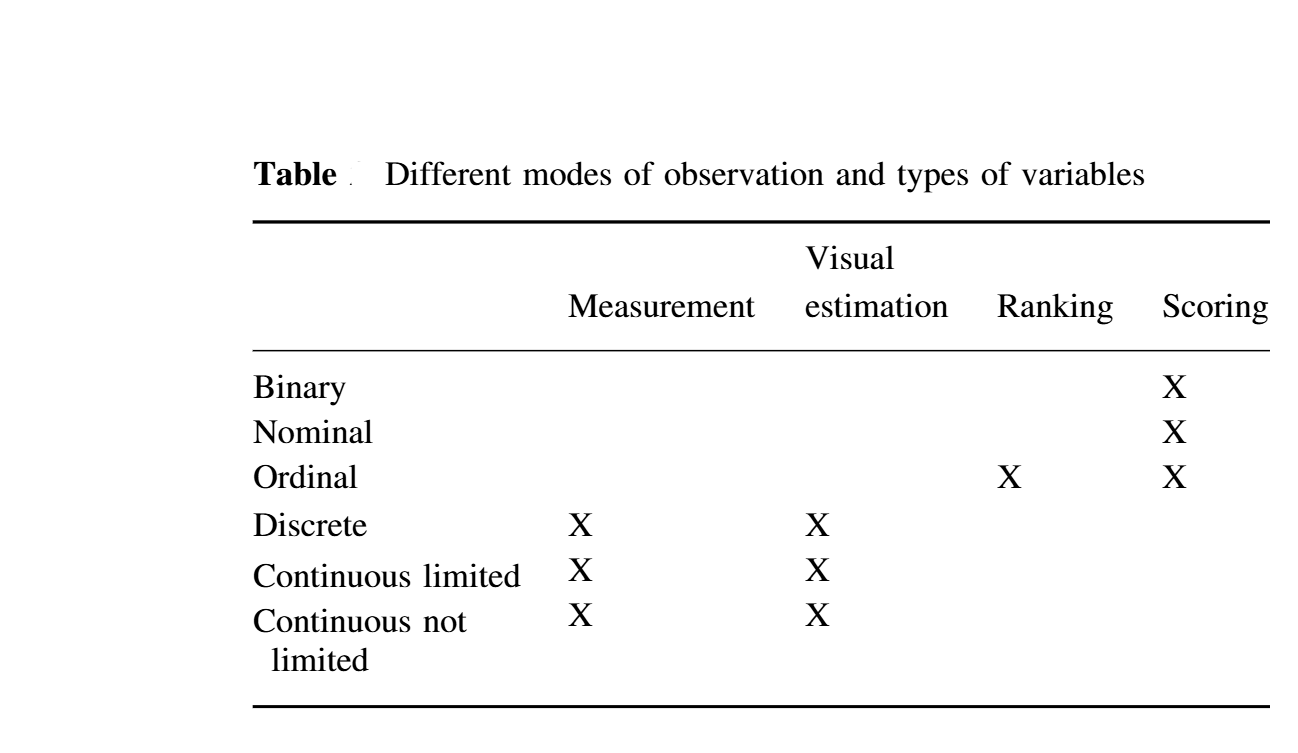 Table Different modes of observation and types of variables
Visual
Measurement estimation Ranking Scoring
Binary X
Nominal X
Ordinal X X
Discrete X X
Continuous limited X X
Continuous not X X
limited